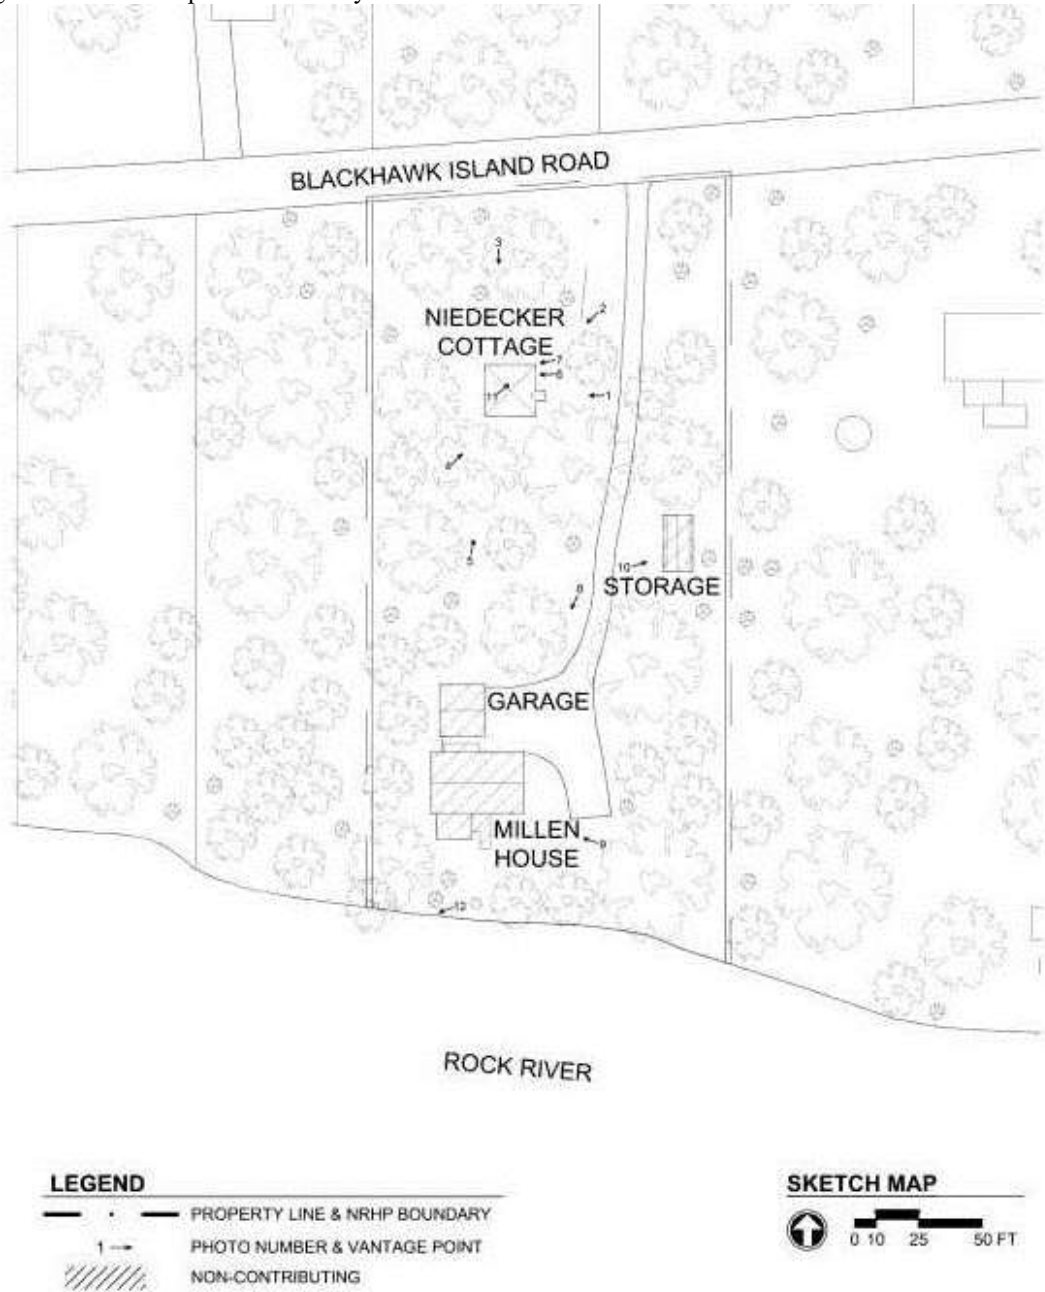 BLACKHAWK ISLAND ROAD
3
2
NIEDECKER
COTTAGE
7
6
11
1
5
10
8
STORAGE
GARAGE
MILLEN
HOUSE
9
12
ROCK RIVER
LEGEND
PROPERTY LINE & NRHP BOUNDARY
1 → PHOTO NUMBER & VANTAGE POINT
NON-CONTRIBUTING
SKETCH MAP
0 10 25 50 FT